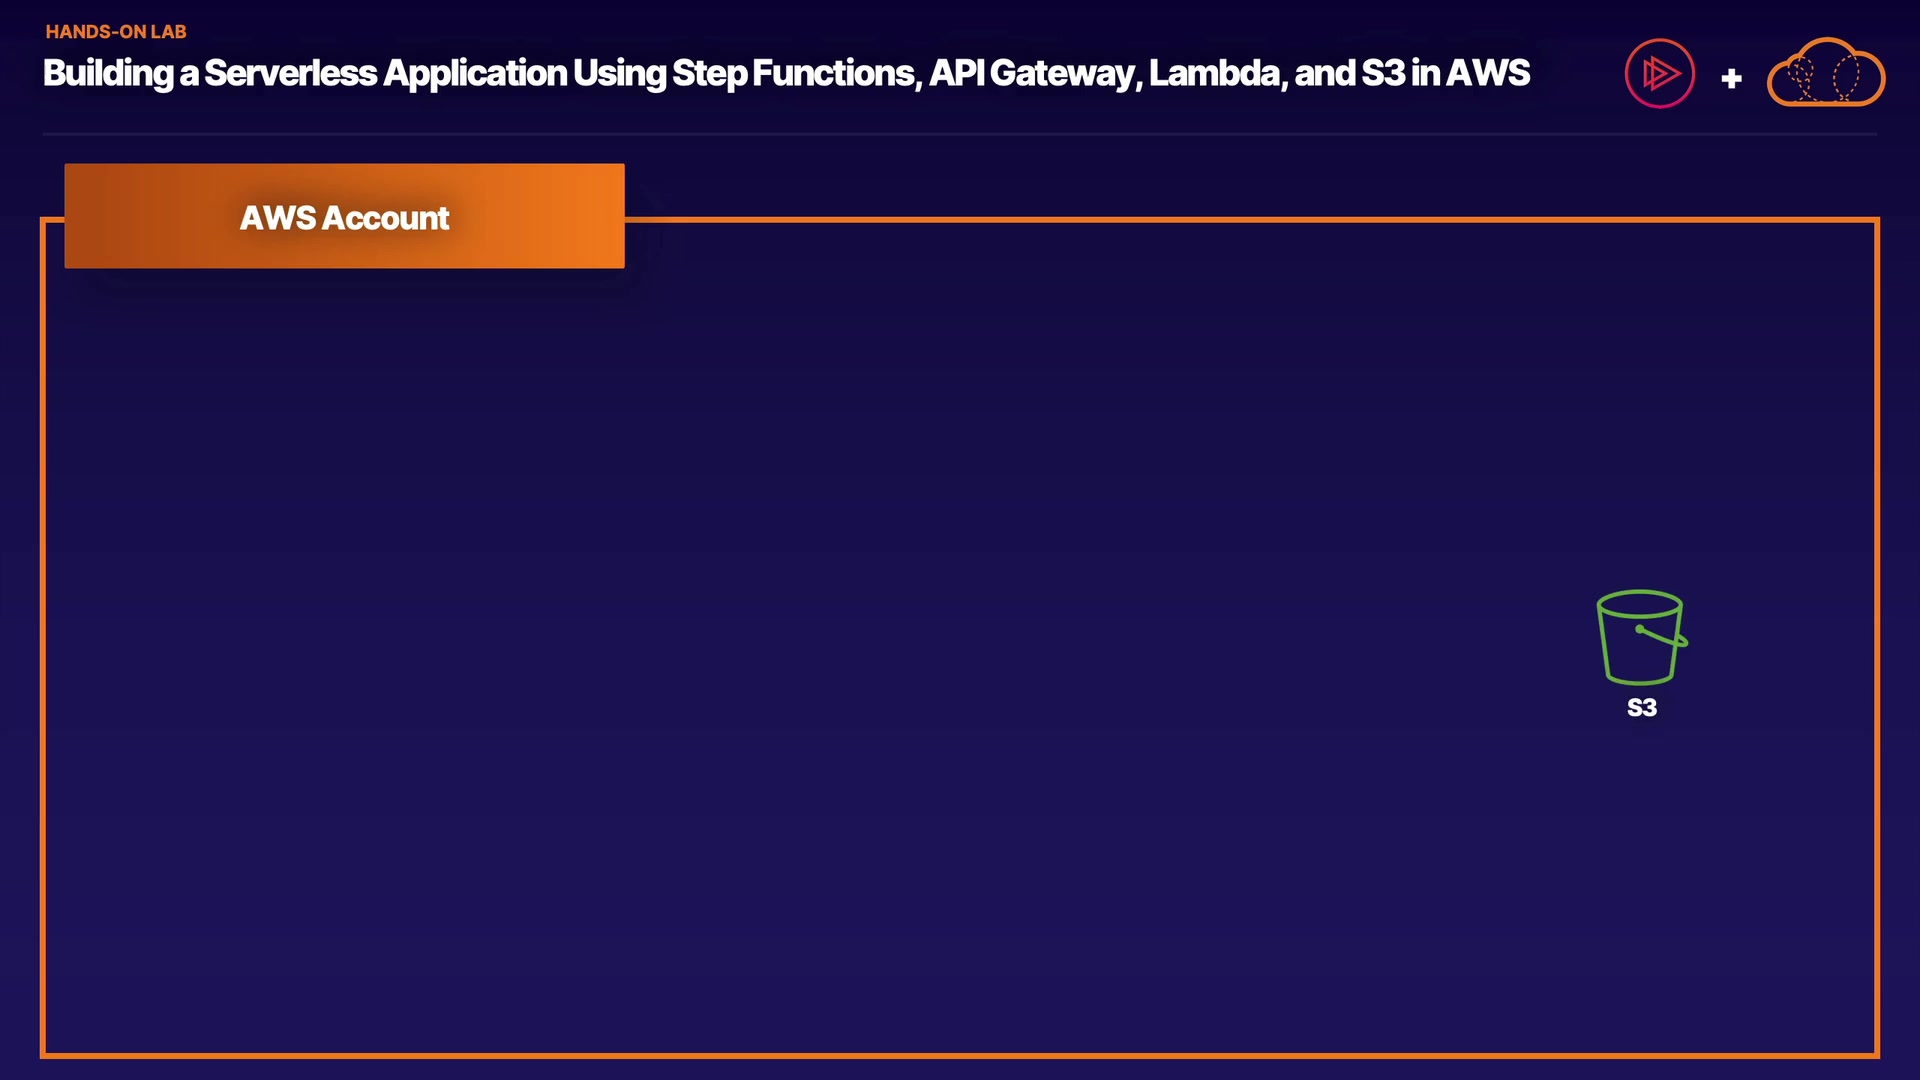 HANDS-ON LAB
Building a Serverless Application Using Step Functions, API Gateway, Lambda, and S3 in AWS
+
AWS Account
S3